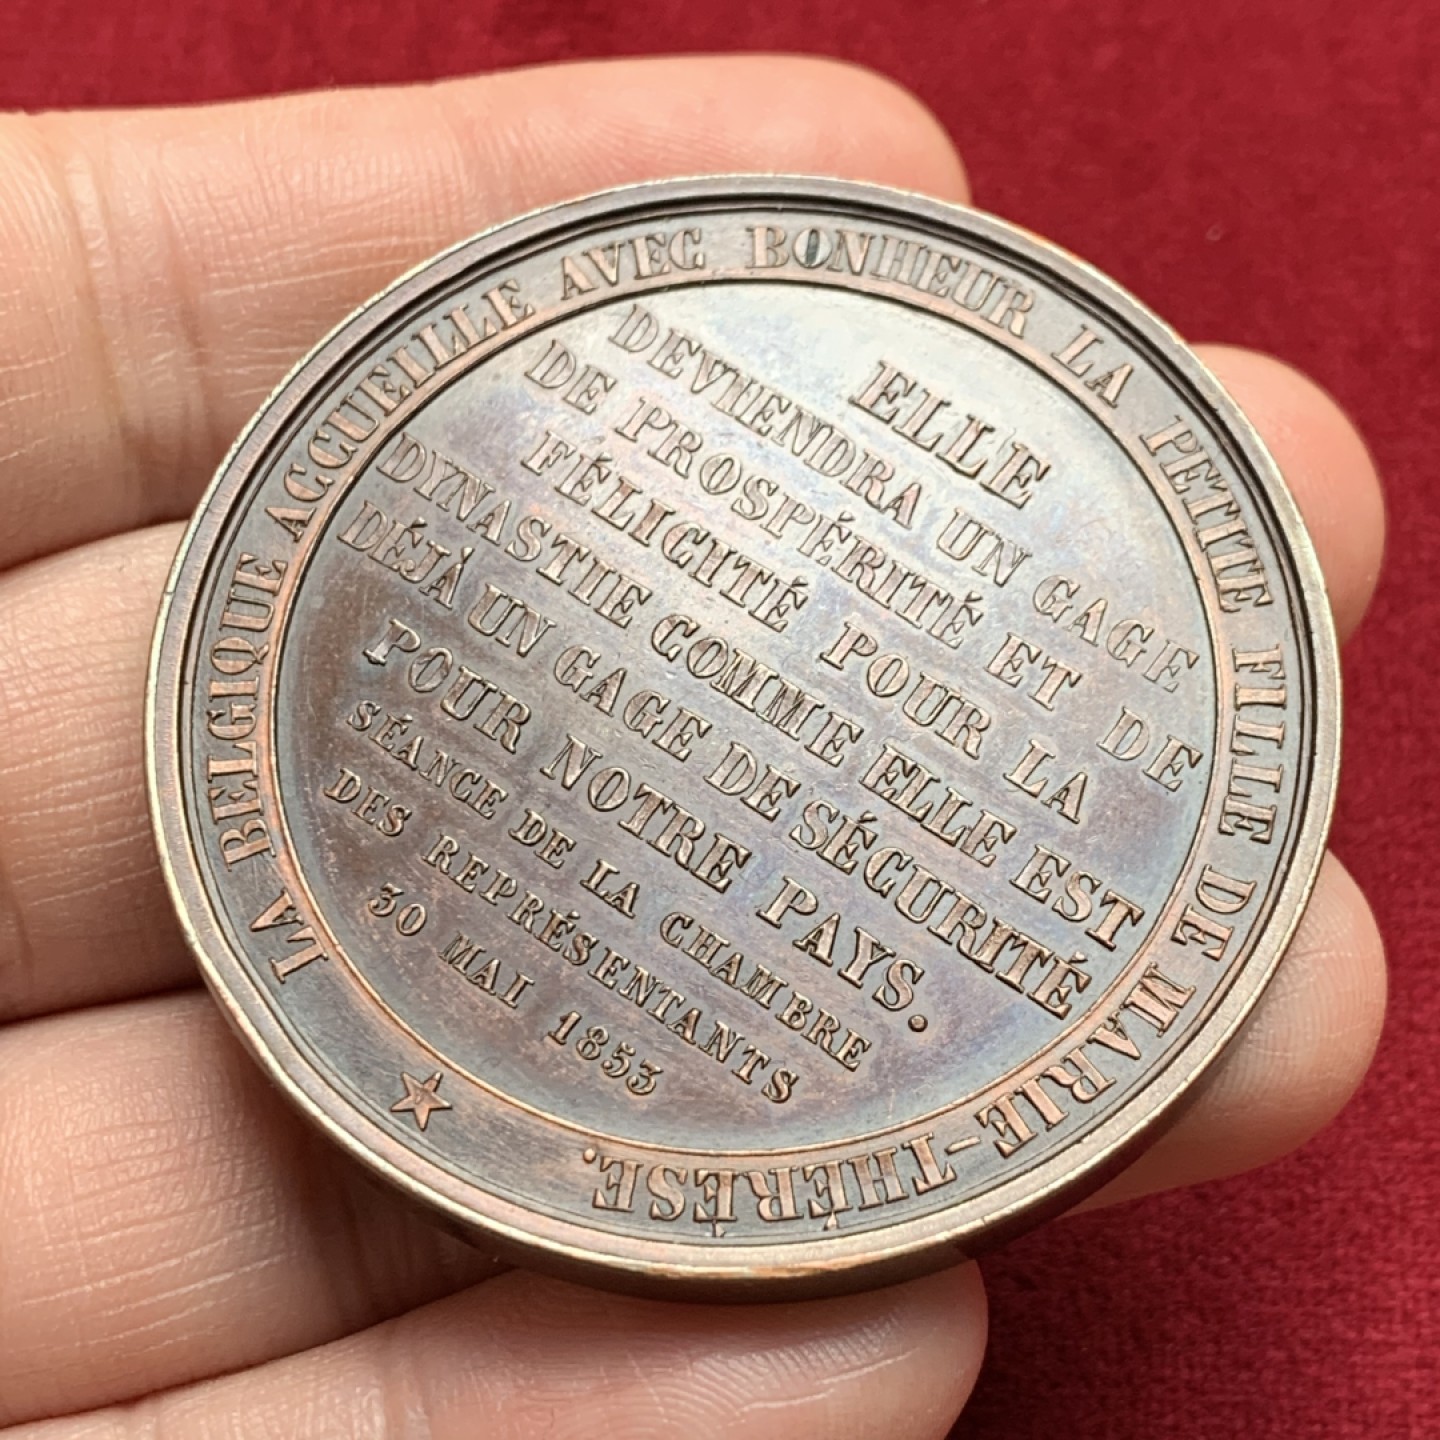 LA BELGIQUE ACCUEILLE AVEC BONHEUR LA PETITE FILLE DE MARIE-THÉRÉSE.
ELLE
DEVIENDRA UN GAGE
DE PROSPÉRITÉ ET DE
FÉLICITÉ POUR LA
DYNASTIE COMME ELLE EST
DÉJÀ UN GAGE DE SÉCURITÉ
POUR NOTRE PAYS.
SÉANCE DE LA CHAMBRE
DES REPRÉSENTANTS
30 MAI 1853